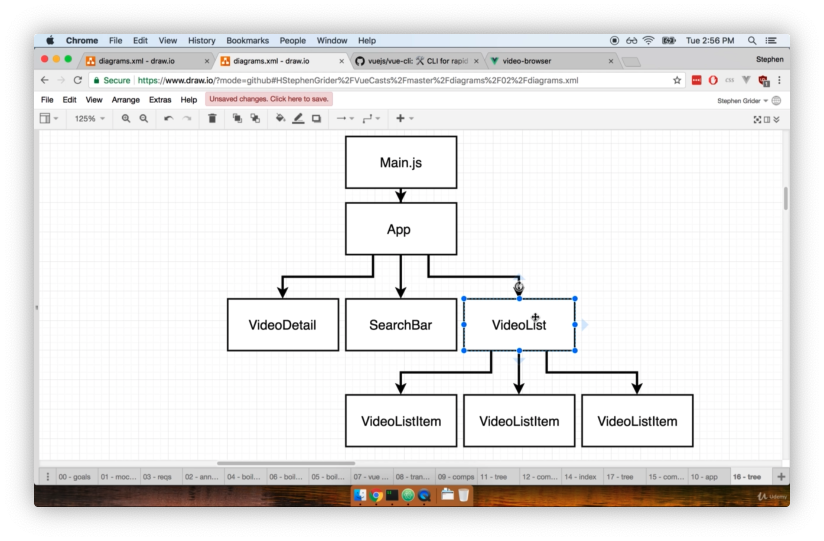 Chrome File Edit View History Bookmarks People Window Help Tue 2:56 PM
diagrams.xml - draw.io × diagrams.xml - draw.io × vuejs/vue-cli: 🛠 CLI for rapid × video-browser × Stephen
Secure https://www.draw.io/?mode=github#HStephenGrider%2FVueCasts%2Fmaster%2Fdiagrams%2F02%2Fdiagrams.xml
File Edit View Arrange Extras Help Unsaved changes. Click here to save. Stephen Grider
125%
Main.js
App
VideoDetail SearchBar VideoList
VideoListItem VideoListItem VideoListItem
00 - goals 01 - moc... 03 - reqs 02 - ann... 04 - boil... 06 - boil... 05 - boil... 07 - vue ... 08 - tran... 09 - comps 11 - tree 12 - com... 14 - index 17 - tree 15 - com... 10 - app 16 - tree
Udemy